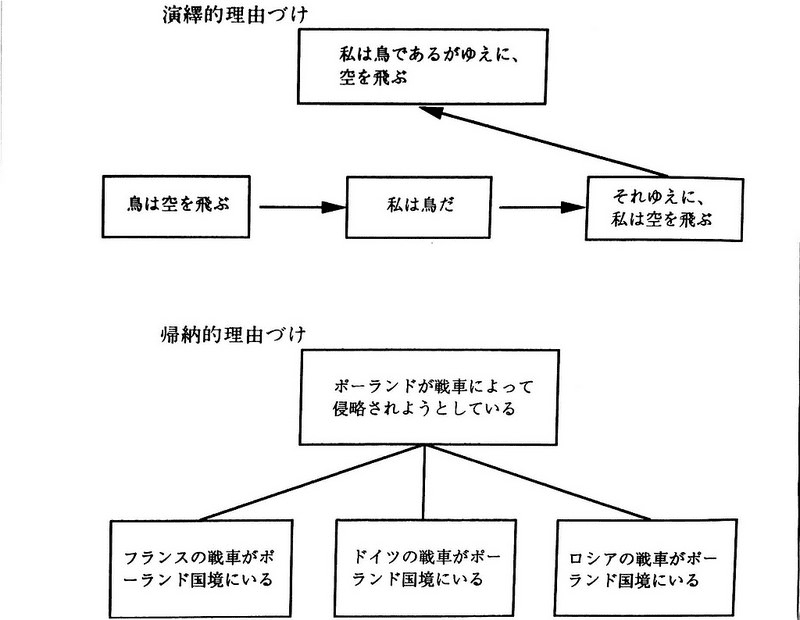 演繹的理由づけ
私は鳥であるがゆえに、
空を飛ぶ
鳥は空を飛ぶ
私は鳥だ
それゆえに、
私は空を飛ぶ
帰納的理由づけ
ポーランドが戦車によって
侵略されようとしている
フランスの戦車がポ
ーランド国境にいる
ドイツの戦車がポー
ランド国境にいる
ロシアの戦車がポー
ランド国境にいる